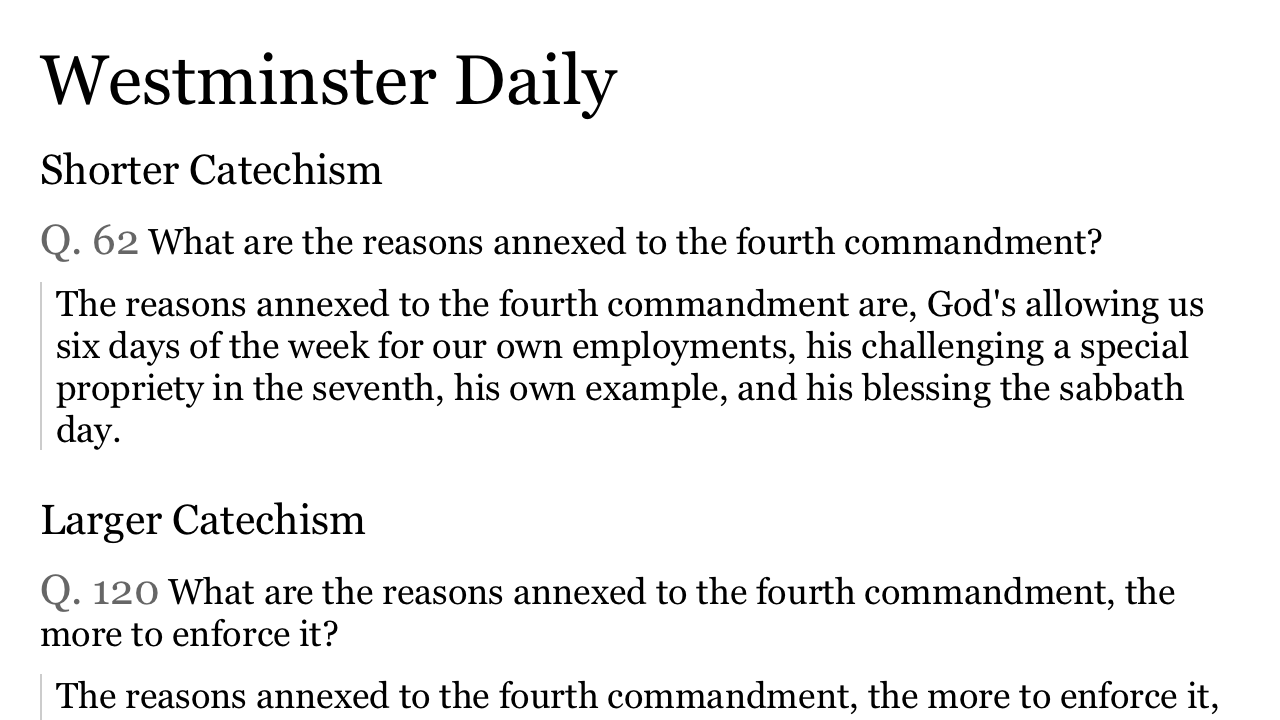 Westminster Daily
Shorter Catechism
Q. 62 What are the reasons annexed to the fourth commandment?
The reasons annexed to the fourth commandment are, God's allowing us
six days of the week for our own employments, his challenging a special
propriety in the seventh, his own example, and his blessing the sabbath
day.
Larger Catechism
Q. 120 What are the reasons annexed to the fourth commandment, the
more to enforce it?
The reasons annexed to the fourth commandment, the more to enforce it,